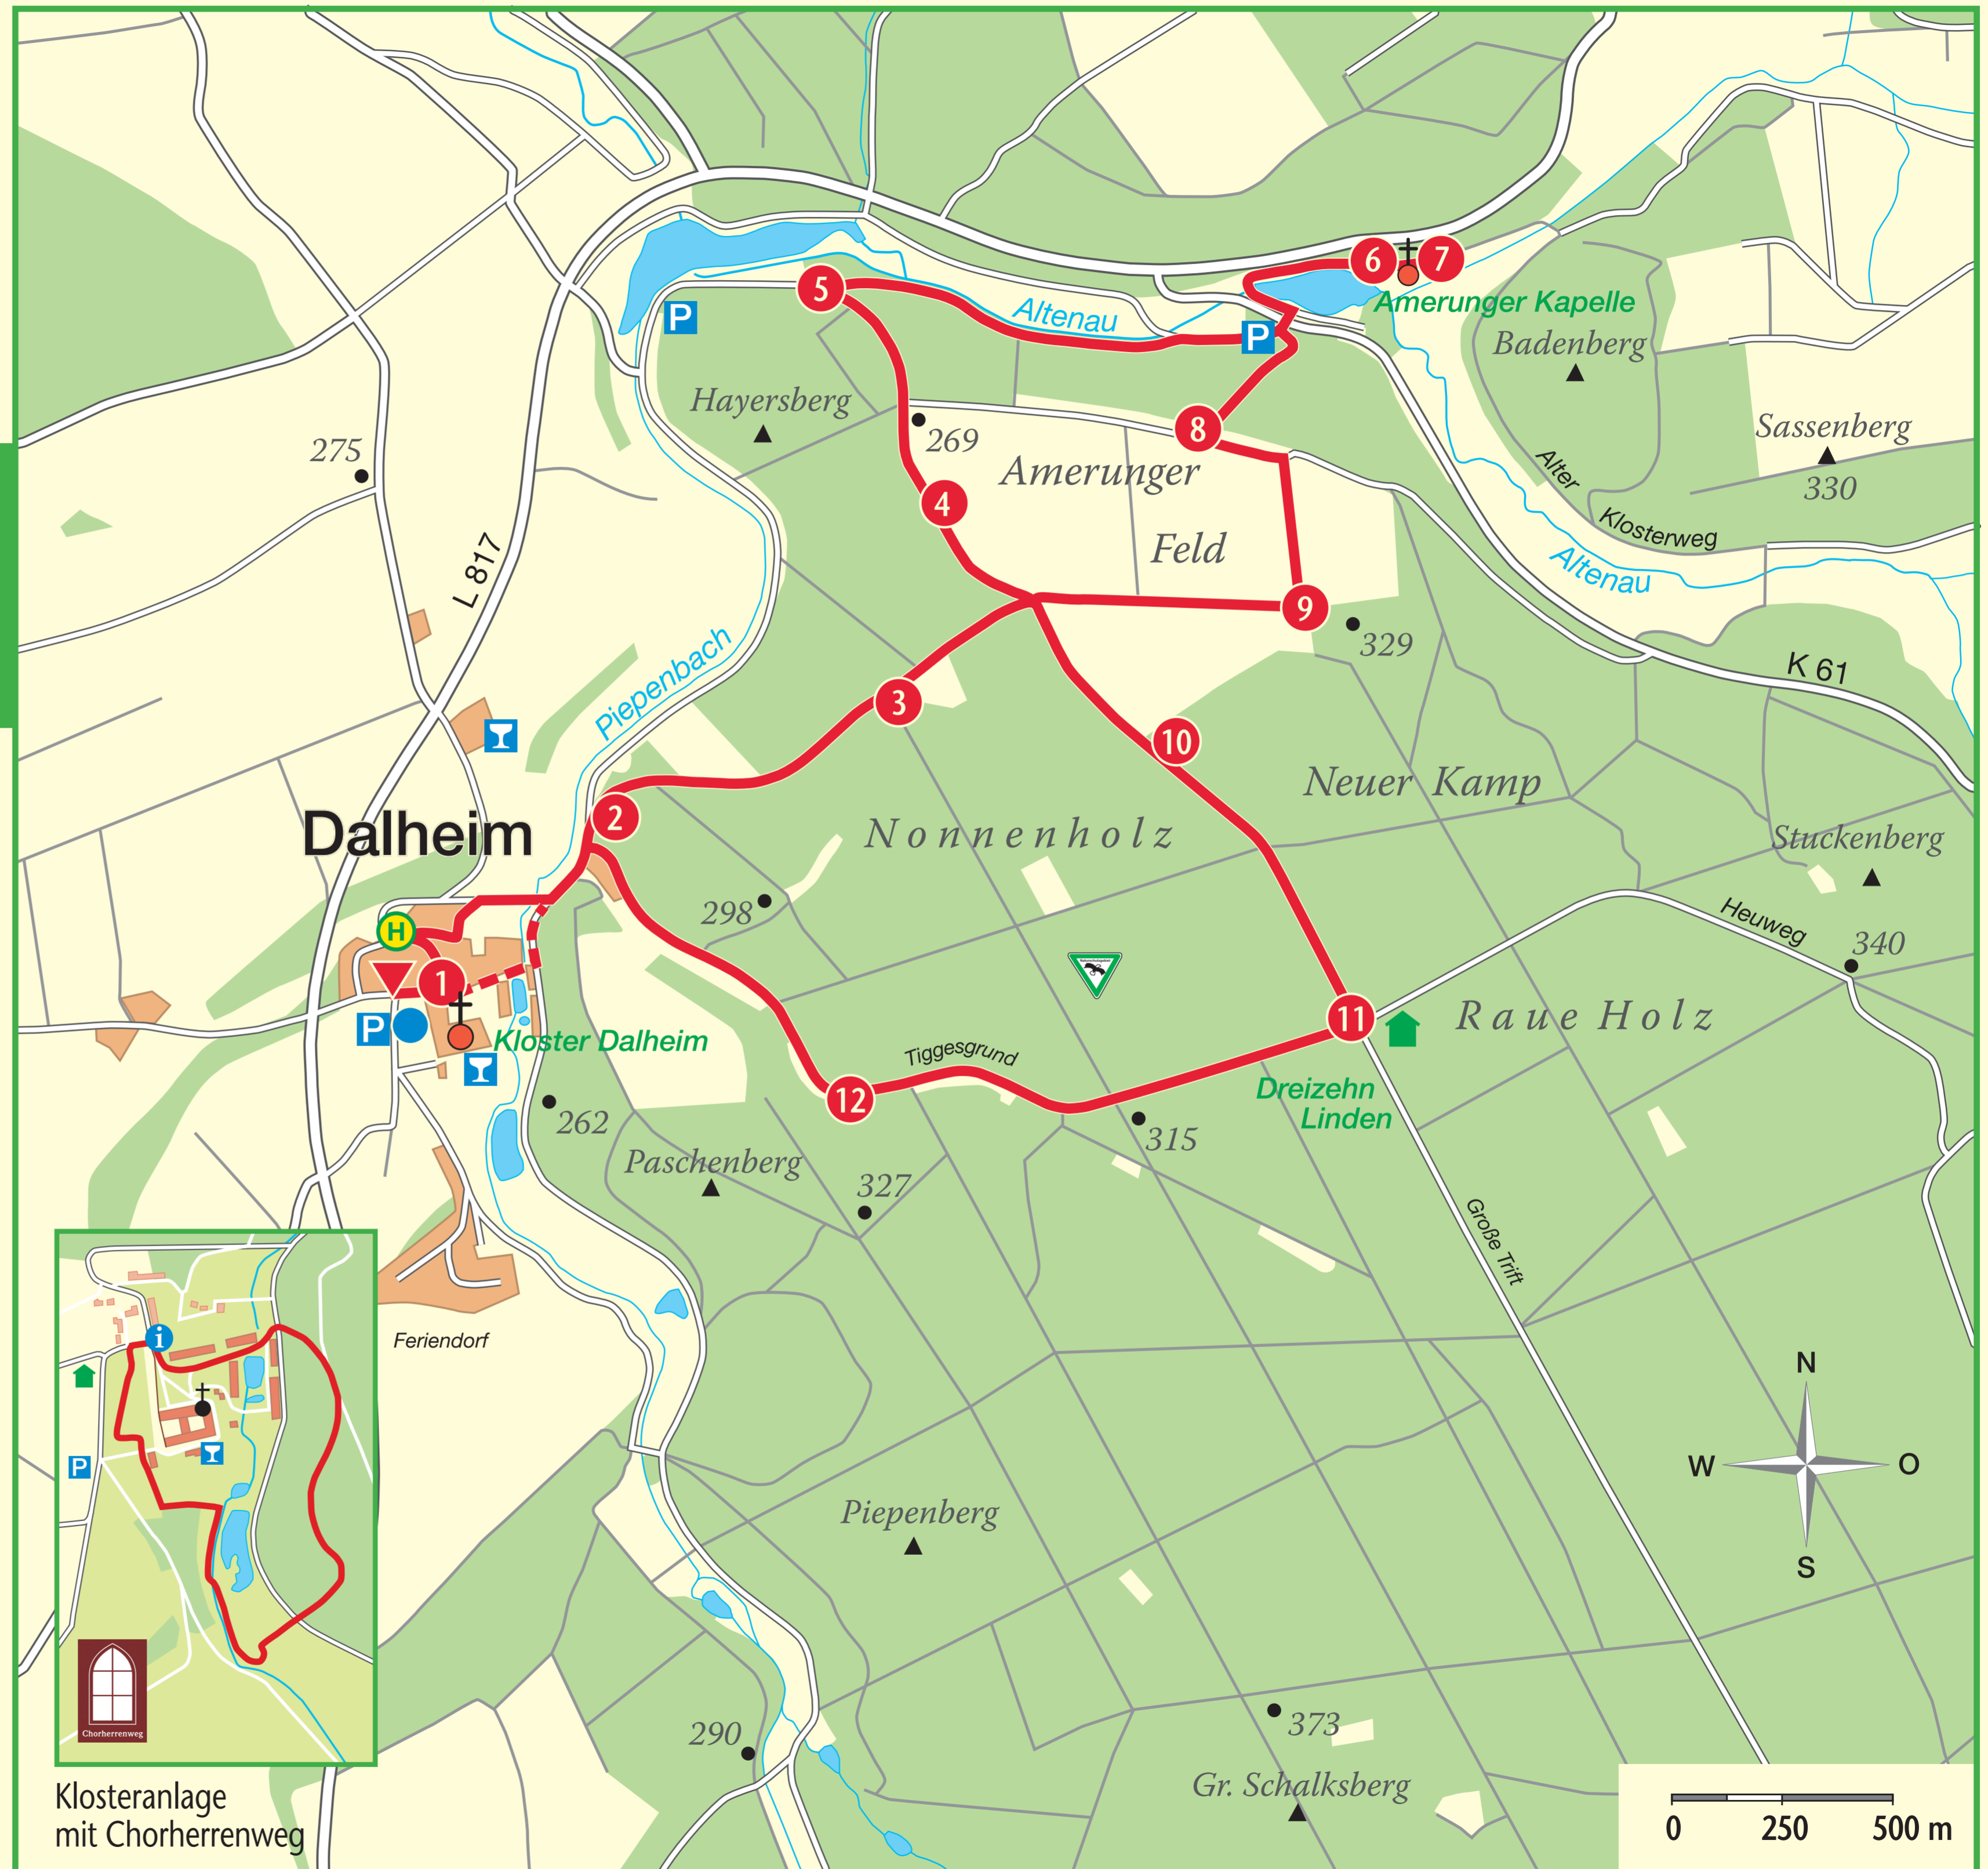 6
7
5
Amerunger Kapelle
Altenau
P
P
Badenberg
Hayersberg
8
Sassenberg
269
275
Amerunger
Alter
330
4
Klosterweg
Feld
L 817
Altenau
9
329
Piepenbach
K 61
3
P
10
Neuer Kamp
2
Dalheim
Nonnenholz
Stuckenberg
298
Heuweg
H
340
1
11
Raue Holz
P
Kloster Dalheim
Tiggesgrund
Dreizehn
Linden
12
262
315
Paschenberg
327
Große Trift
Feriendorf
i
N
W
O
S
P
Piepenberg
Chorherrenweg
290
373
Gr. Schalksberg
Klosteranlage
mit Chorherrenweg
0 250 500 m